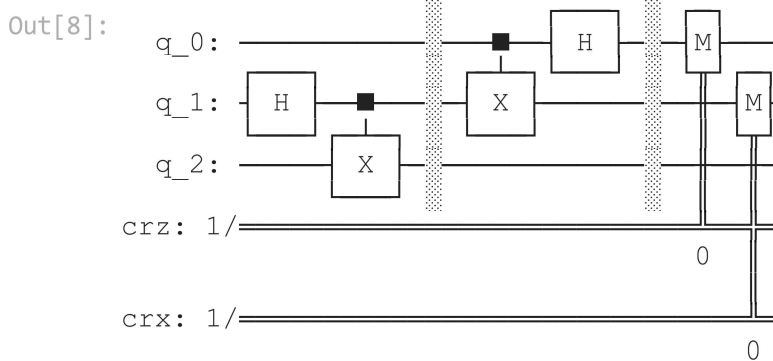 Out[8]:
q_0: H M
q_1: H X M
q_2: X
crz: 1/
0
crx: 1/
0